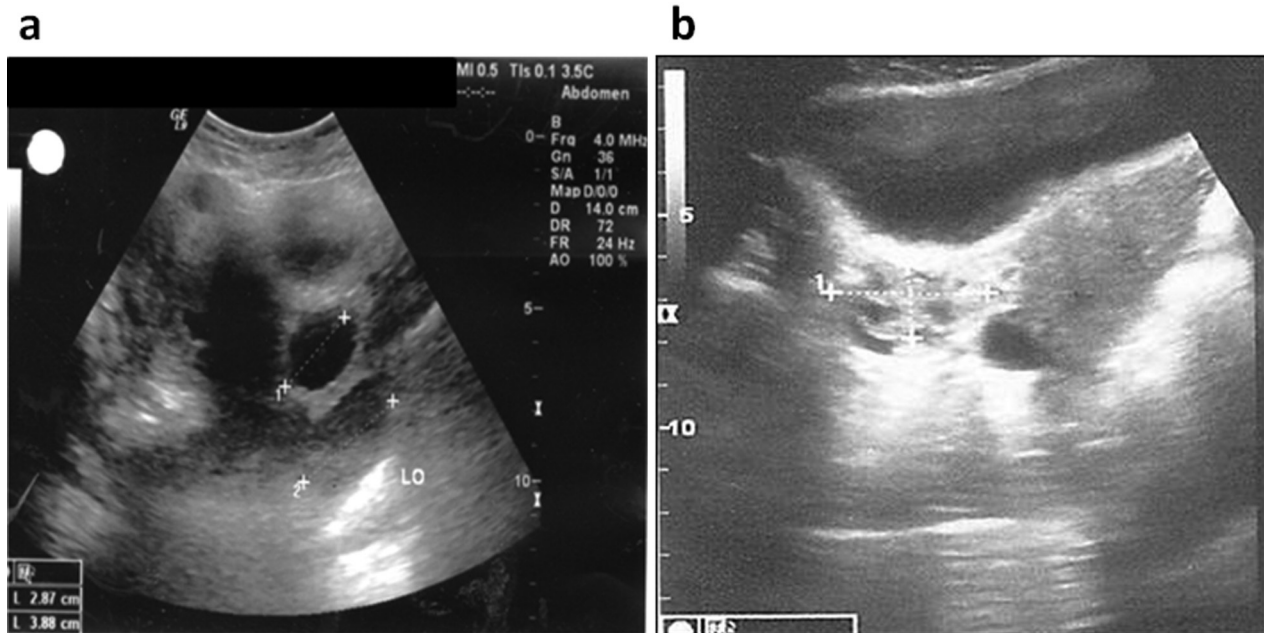 a
b
MI 0.5 TIs 0.1 3.5C
Abdomen
GE
B
Frq 4.0 MHz
Gn 36
S/A 1/1
Map D/0/0
D 14.0 cm
DR 72
FR 24 Hz
AO 100 %
0
5
10
1
2
LO
L 2.87 cm
L 3.88 cm
1
5
10